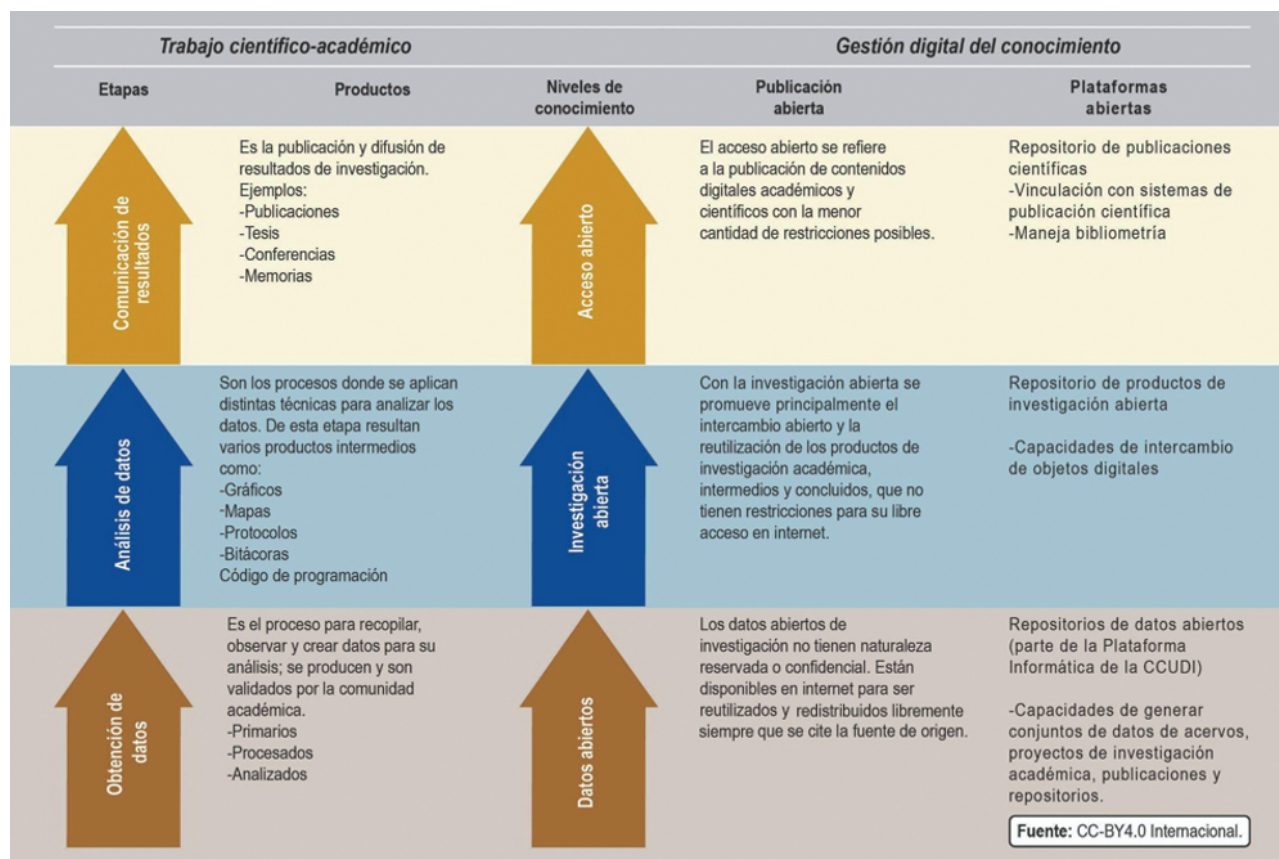 Trabajo científico-académico
Gestión digital del conocimiento
Etapas
Productos
Niveles de
conocimiento
Publicación
abierta
Plataformas
abiertas
Comunicación de
resultados
Es la publicación y difusión de
resultados de investigación.
Ejemplos:
-Publicaciones
-Tesis
-Conferencias
-Memorias
Acceso abierto
El acceso abierto se refiere
a la publicación de contenidos
digitales académicos y
científicos con la menor
cantidad de restricciones posibles.
Repositorio de publicaciones
científicas
-Vinculación con sistemas de
publicación científica
-Maneja bibliometría
Análisis de datos
Son los procesos donde se aplican
distintas técnicas para analizar los
datos. De esta etapa resultan
varios productos intermedios
como:
-Gráficos
-Mapas
-Protocolos
-Bitácoras
Código de programación
Investigación
abierta
Con la investigación abierta se
promueve principalmente el
intercambio abierto y la
reutilización de los productos de
investigación académica,
intermedios y concluidos, que no
tienen restricciones para su libre
acceso en internet.
Repositorio de productos de
investigación abierta
-Capacidades de intercambio
de objetos digitales
Obtención de
datos
Es el proceso para recopilar,
observar y crear datos para su
análisis; se producen y son
validados por la comunidad
académica.
-Primarios
-Procesados
-Analizados
Datos abiertos
Los datos abiertos de
investigación no tienen naturaleza
reservada o confidencial. Están
disponibles en internet para ser
reutilizados y redistribuidos libremente
siempre que se cite la fuente de origen.
Repositorios de datos abiertos
(parte de la Plataforma
Informática de la CCUDI)
-Capacidades de generar
conjuntos de datos de acervos,
proyectos de investigación
académica, publicaciones y
repositorios.
Fuente: CC-BY4.0 Internacional.